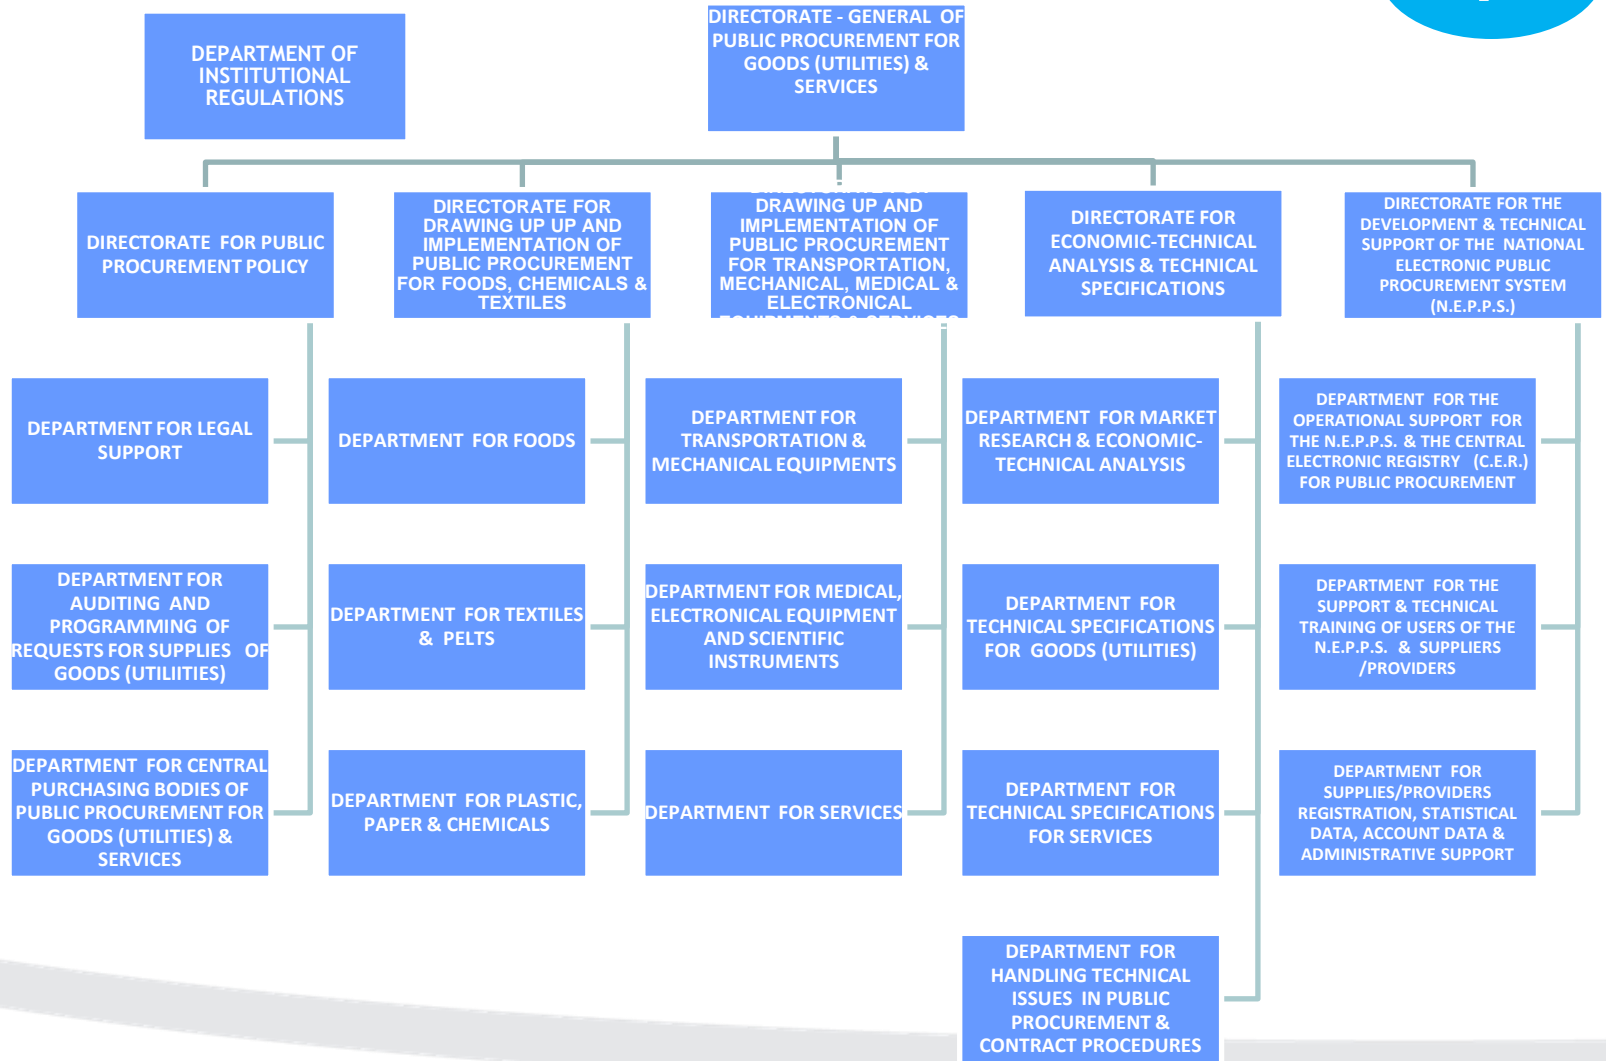 DEPARTMENT OF
INSTITUTIONAL
REGULATIONS
DIRECTORATE - GENERAL OF
PUBLIC PROCUREMENT FOR
GOODS (UTILITIES) &
SERVICES
DIRECTORATE FOR PUBLIC
PROCUREMENT POLICY
DIRECTORATE FOR
DRAWING UP UP AND
IMPLEMENTATION OF
PUBLIC PROCUREMENT
FOR FOODS, CHEMICALS &
TEXTILES
DIRECTORATE FOR
DRAWING UP AND
IMPLEMENTATION OF
PUBLIC PROCUREMENT
FOR TRANSPORTATION,
MECHANICAL, MEDICAL &
ELECTRONICAL
EQUIPMENTS & SERVICES
DIRECTORATE FOR
ECONOMIC-TECHNICAL
ANALYSIS & TECHNICAL
SPECIFICATIONS
DIRECTORATE FOR THE
DEVELOPMENT & TECHNICAL
SUPPORT OF THE NATIONAL
ELECTRONIC PUBLIC
PROCUREMENT SYSTEM
(N.E.P.P.S.)
DEPARTMENT FOR LEGAL
SUPPORT
DEPARTMENT FOR FOODS
DEPARTMENT FOR
TRANSPORTATION &
MECHANICAL EQUIPMENTS
DEPARTMENT FOR MARKET
RESEARCH & ECONOMIC-
TECHNICAL ANALYSIS
DEPARTMENT FOR THE
OPERATIONAL SUPPORT FOR
THE N.E.P.P.S. & THE CENTRAL
ELECTRONIC REGISTRY (C.E.R.)
FOR PUBLIC PROCUREMENT
DEPARTMENT FOR
AUDITING AND
PROGRAMMING OF
REQUESTS FOR SUPPLIES OF
GOODS (UTILIITIES)
DEPARTMENT FOR TEXTILES
& PELTS
DEPARTMENT FOR MEDICAL,
ELECTRONICAL EQUIPMENT
AND SCIENTIFIC
INSTRUMENTS
DEPARTMENT FOR
TECHNICAL SPECIFICATIONS
FOR GOODS (UTILITIES)
DEPARTMENT FOR THE
SUPPORT & TECHNICAL
TRAINING OF USERS OF THE
N.E.P.P.S. & SUPPLIERS
/PROVIDERS
DEPARTMENT FOR CENTRAL
PURCHASING BODIES OF
PUBLIC PROCUREMENT FOR
GOODS (UTILITIES) &
SERVICES
DEPARTMENT FOR PLASTIC,
PAPER & CHEMICALS
DEPARTMENT FOR SERVICES
DEPARTMENT FOR
TECHNICAL SPECIFICATIONS
FOR SERVICES
DEPARTMENT FOR
SUPPLIES/PROVIDERS
REGISTRATION, STATISTICAL
DATA, ACCOUNT DATA &
ADMINISTRATIVE SUPPORT
DEPARTMENT FOR
HANDLING TECHNICAL
ISSUES IN PUBLIC
PROCUREMENT &
CONTRACT PROCEDURES